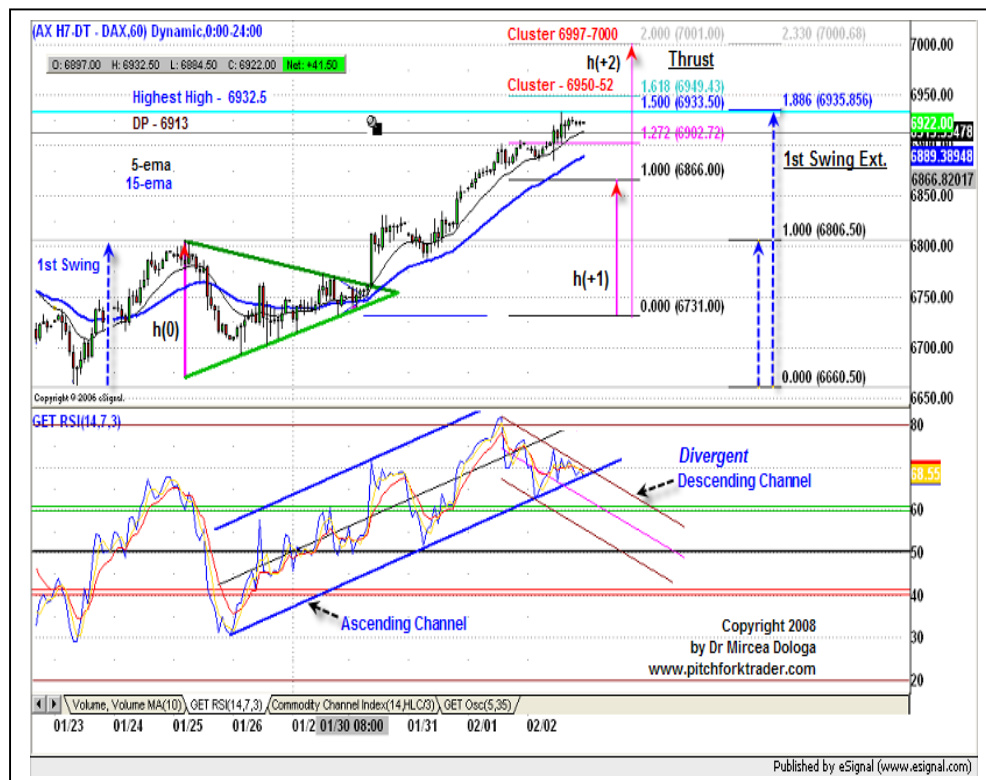 (AX H7-DT - DAX,60) Dynamic,0:00-24:00
O: 6897.00 H: 6932.50 L: 6884.50 C: 6922.00 Net: +41.50
Cluster 6997-7000
2.000 (7001.00)
2.330 (7000.68)
7000.00
h(+2)
Thrust
Highest High - 6932.5
Cluster - 6950-52
1.618 (6949.43)
6950.00
1.500 (6933.50)
1.886 (6935.856)
DP - 6913
6922.00
478
1.272 (6902.72)
5-ema
15-ema
1st Swing Ext.
6889.38948
1.000 (6866.00)
6866.82017
6850.00
1.000 (6806.50)
6800.00
1st Swing
h(+1)
6750.00
h(0)
0.000 (6731.00)
6700.00
0.000 (6660.50)
6650.00
Copyright © 2006 eSignal.
GET RSI(14,7,3)
80
Divergent
Descending Channel
68.55
60
50
40
Ascending Channel
30
Copyright 2008
by Dr Mircea Dologa
www.pitchforktrader.com
20
Volume, Volume MA(10) GET RSI(14,7,3) Commodity Channel Index(14,HLC/3) GET Osc(5,35)
01/23 01/24 01/25 01/26 01/2 01/30 08:00 01/31 02/01 02/02
Published by eSignal (www.esignal.com)